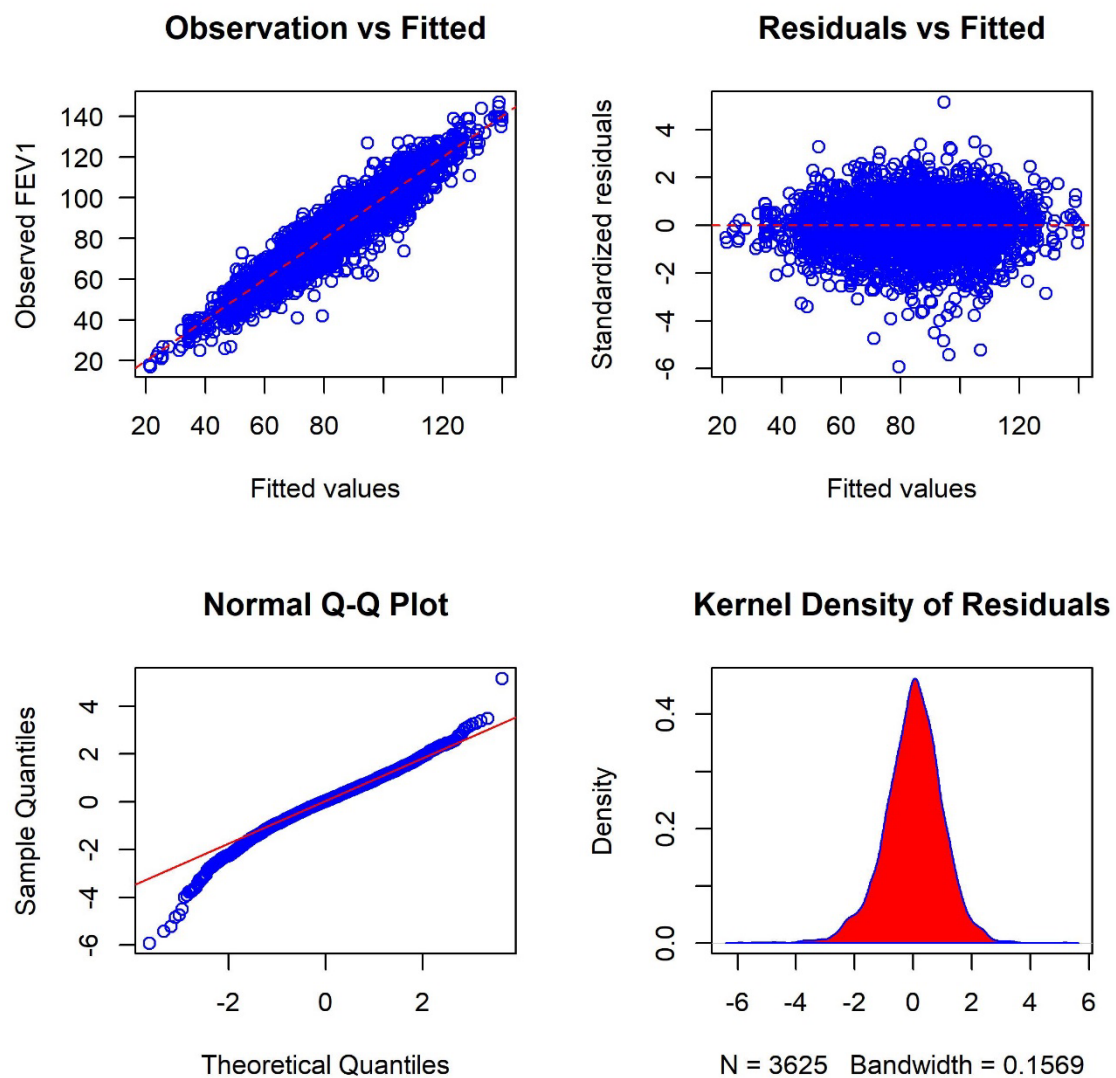 Observation vs Fitted
Observed FEV1
140
120
100
80
60
40
20
20 40 60 80 120
Fitted values
Residuals vs Fitted
Standardized residuals
4
2
0
-2
-4
-6
20 40 60 80 120
Fitted values
Normal Q-Q Plot
Sample Quantiles
4
2
0
-2
-4
-6
-2 0 2
Theoretical Quantiles
Kernel Density of Residuals
Density
0.4
0.2
0.0
-6 -4 -2 0 2 4 6
N = 3625 Bandwidth = 0.1569